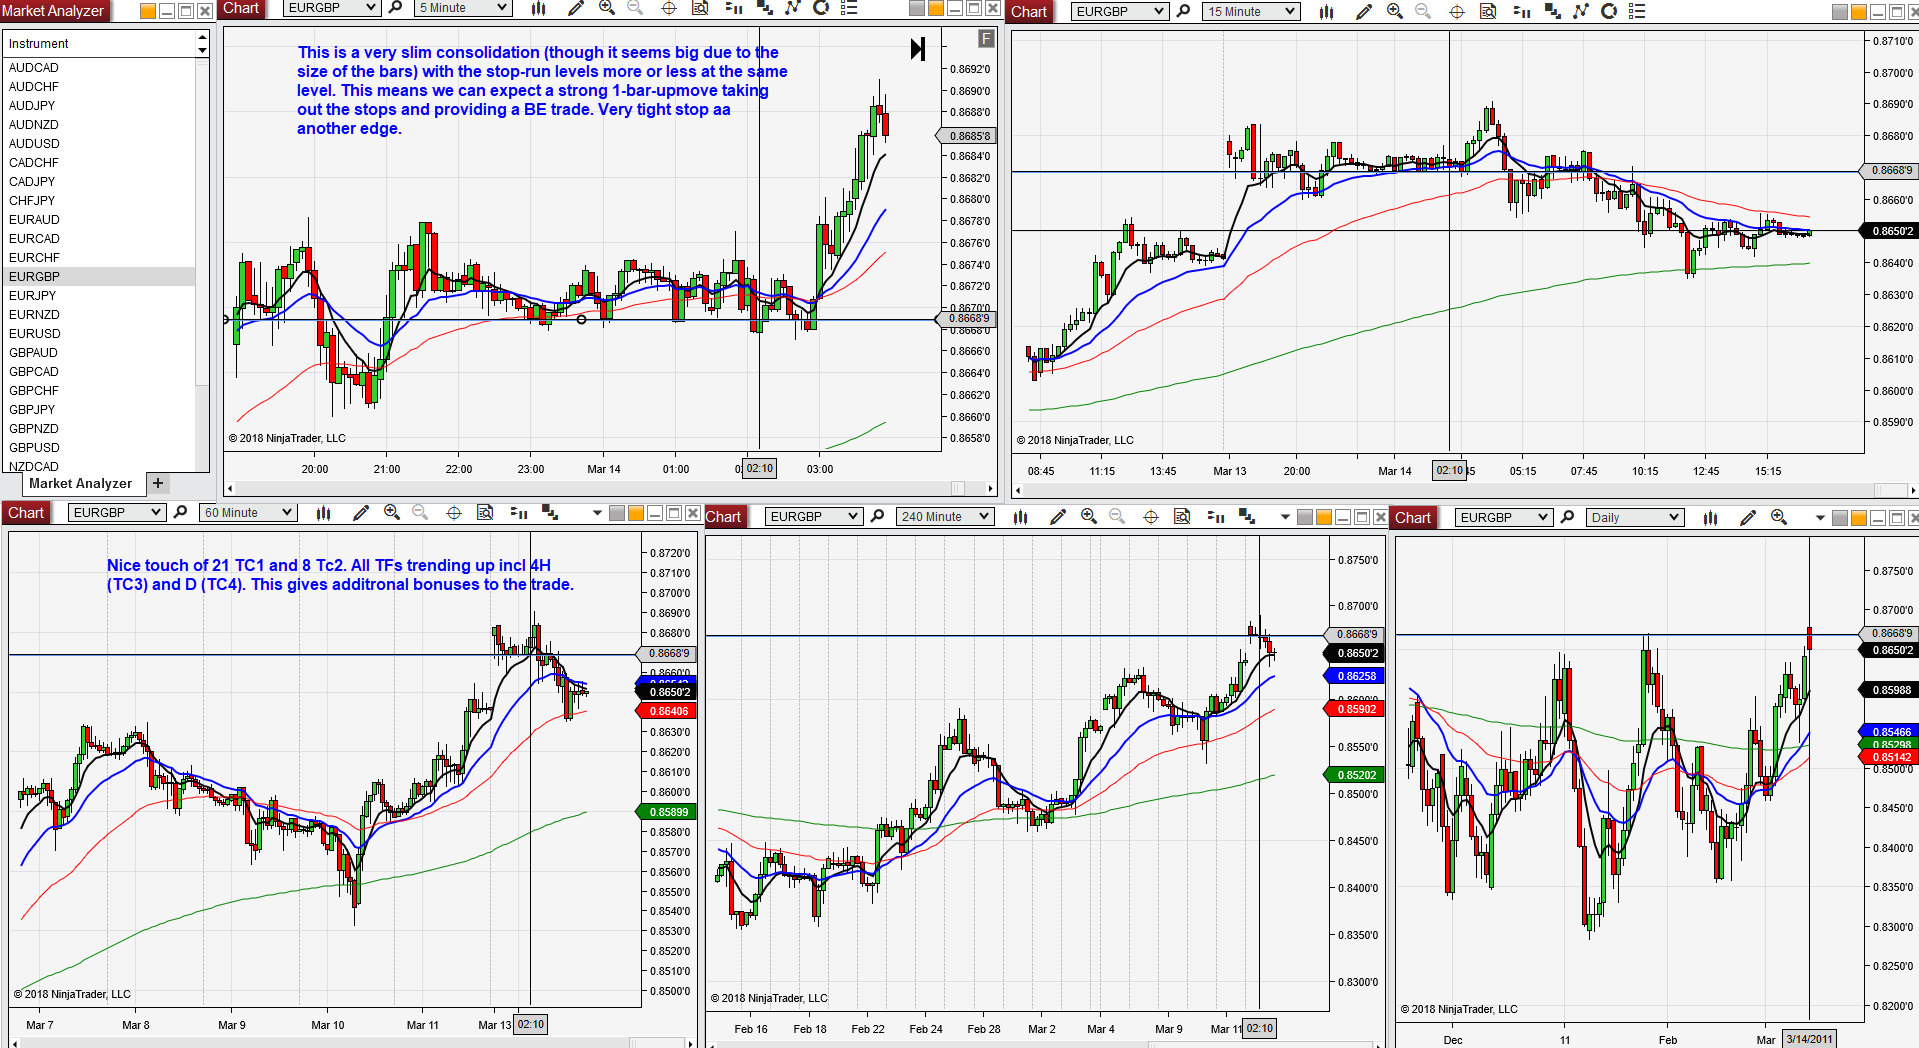 Market Analyzer
Instrument
AUDCAD
AUDCHF
AUDJPY
AUDNZD
AUDUSD
CADCHF
CADJPY
CHFJPY
EURAUD
EURCAD
EURCHF
EURGBP
EURJPY
EURNZD
EURUSD
GBPAUD
GBPCAD
GBPCHF
GBPJPY
GBPNZD
GBPUSD
NZDCAD
Market Analyzer +
Chart EURGBP 5 Minute
F
This is a very slim consolidation (though it seems big due to the
size of the bars) with the stop-run levels more or less at the same
level. This means we can expect a strong 1-bar-upmove taking
out the stops and providing a BE trade. Very tight stop aa
another edge.
0.8692'0
0.8690'0
0.8688'0
0.8685'8
0.8684'0
0.8682'0
0.8680'0
0.8678'0
0.8676'0
0.8674'0
0.8672'0
0.8670'0
0.8668'9
0.8668'0
0.8666'0
0.8664'0
0.8662'0
0.8660'0
0.8658'0
© 2018 NinjaTrader, LLC
20:00 21:00 22:00 23:00 Mar 14 01:00 02:10 03:00
Chart EURGBP 15 Minute
0.8710'0
0.8700'0
0.8690'0
0.8680'0
0.8668'9
0.8660'0
0.8650'2
0.8640'0
0.8630'0
0.8620'0
0.8610'0
0.8600'0
0.8590'0
© 2018 NinjaTrader, LLC
08:45 11:15 13:45 Mar 13 20:00 Mar 14 02:10 05:15 07:45 10:15 12:45 15:15
Chart EURGBP 60 Minute
Nice touch of 21 TC1 and 8 Tc2. All TFs trending up incl 4H
(TC3) and D (TC4). This gives additronal bonuses to the trade.
0.8720'0
0.8710'0
0.8700'0
0.8690'0
0.8680'0
0.8668'9
0.8660'0
0.8650'2
0.86406
0.8630'0
0.8620'0
0.8610'0
0.8600'0
0.85899
0.8580'0
0.8570'0
0.8560'0
0.8550'0
0.8540'0
0.8530'0
0.8520'0
0.8510'0
0.8500'0
© 2018 NinjaTrader, LLC
Mar 7 Mar 8 Mar 9 Mar 10 Mar 11 Mar 13 02:10
Chart EURGBP 240 Minute
0.8750'0
0.8700'0
0.8668'9
0.8650'2
0.86258
0.8600'0
0.85902
0.8550'0
0.85202
0.8500'0
0.8450'0
0.8400'0
0.8350'0
0.8300'0
© 2018 NinjaTrader, LLC
Feb 16 Feb 18 Feb 22 Feb 24 Feb 28 Mar 2 Mar 4 Mar 9 Mar 11 02:10
Chart EURGBP Daily
0.8750'0
0.8700'0
0.8668'9
0.8650'2
0.85988
0.85466
0.85298
0.85142
0.8500'0
0.8450'0
0.8400'0
0.8350'0
0.8300'0
0.8250'0
0.8200'0
© 2018 NinjaTrader, LLC
Dec 11 Feb Mar 3/14/2011